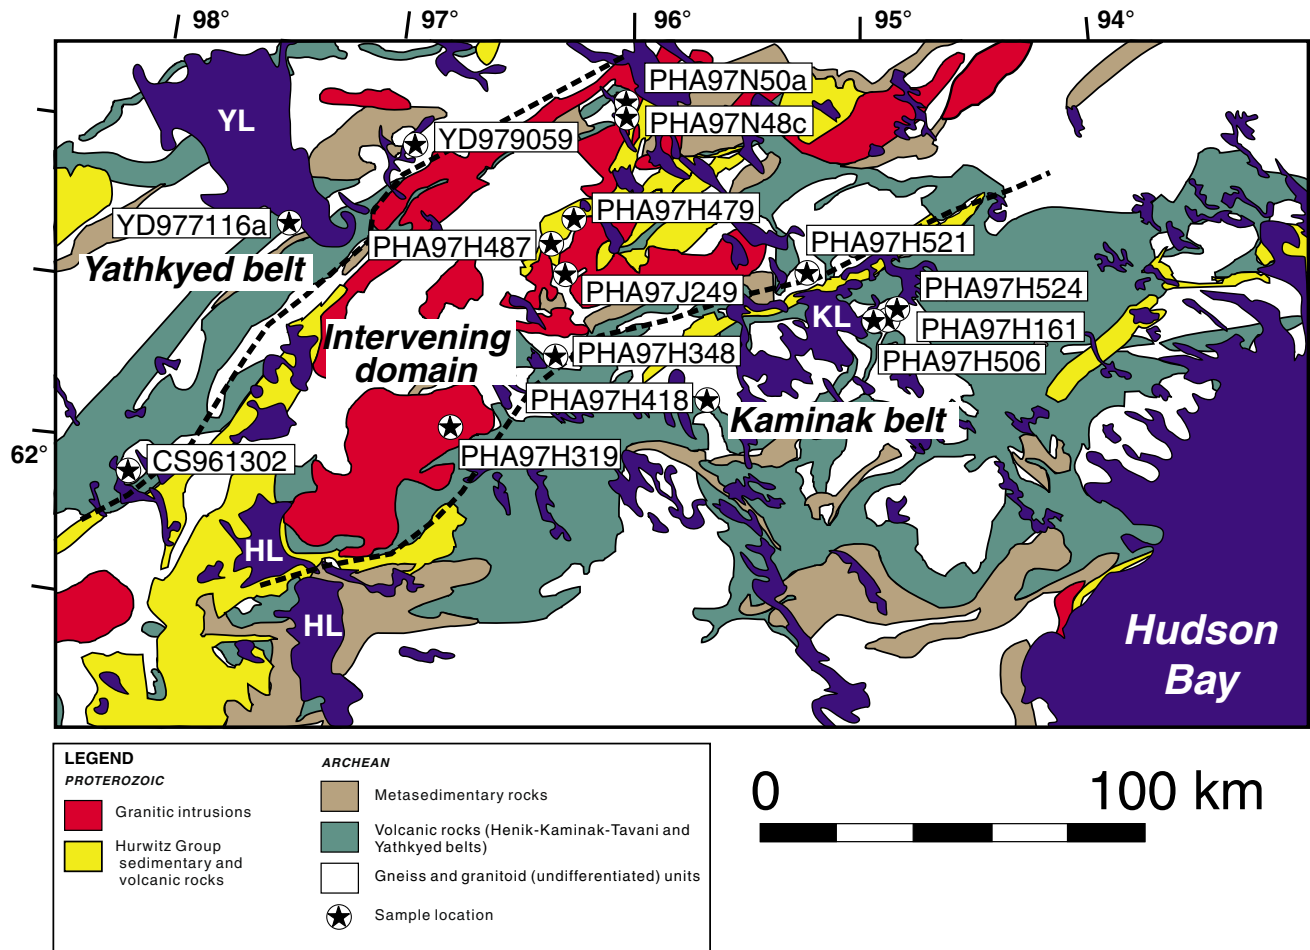 98°
97°
96°
95°
94°
PHA97N50a
YL
PHA97N48c
YD979059
PHA97H479
YD977116a
PHA97H487
PHA97H521
Yathkyed belt
PHA97J249
PHA97H524
KL
PHA97H161
Intervening
domain
PHA97H348
PHA97H506
PHA97H418
Kaminak belt
62°
CS961302
PHA97H319
HL
HL
Hudson
Bay
LEGEND
PROTEROZOIC
Granitic intrusions
Hurwitz Group
sedimentary and
volcanic rocks
ARCHEAN
Metasedimentary rocks
Volcanic rocks (Henik-Kaminak-Tavani and
Yathkyed belts)
Gneiss and granitoid (undifferentiated) units
Sample location
0
100 km